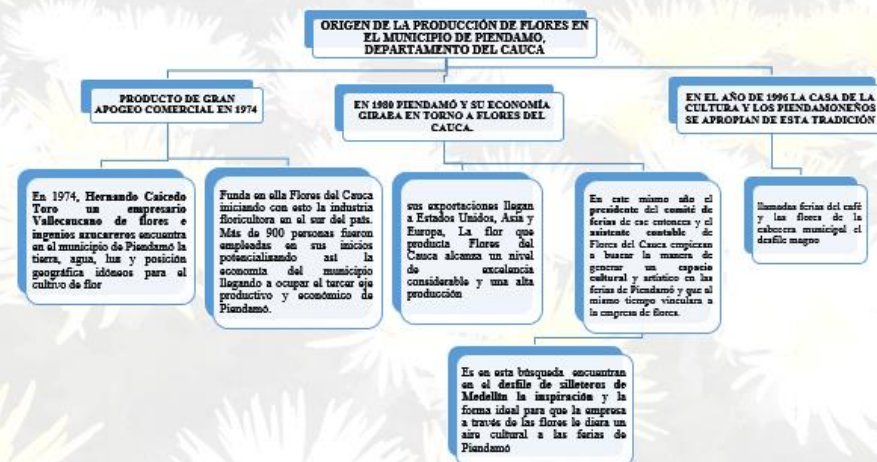 ORIGEN DE LA PRODUCCIÓN DE FLORES EN
EL MUNICIPIO DE PIENDAMO,
DEPARTAMENTO DEL CAUCA
PRODUCTO DE GRAN
APOGEO COMERCIAL EN 1974
En 1974, Hernando Caicedo
Toro un empresario
Vallecaucano de flores e
ingenios azucareros encuentra
en el municipio de Piendamó la
tierra, agua, luz y posición
geográfica idóneos para el
cultivo de flor
Funda en ella Flores del Cauca
iniciando con esto la industria
floricultora en el sur del país.
Más de 900 personas fueron
empleadas en sus inicios
potencialisando así la
economía del municipio
llegando a ocupar el tercer eje
productivo y económico de
Piendamó.
EN 1980 PIENDAMÓ Y SU ECONOMÍA
GIRABA EN TORNO A FLORES DEL
CAUCA.
sus exportaciones llegan
a Estados Unidos, Asia y
Europa, La flor que
producía Flores del
Cauca alcanza un nivel
de excelencia
considerable y una alta
producción
En este mismo año el
presidente del comité de
ferias de ese entonces y el
asistente contable de
Flores del Cauca empiezan
a buscar la manera de
generar un espacio
cultural y artístico en las
ferias de Piendamó y que al
mismo tiempo vinculara a
la empresa de flores.
Es en esta búsqueda encuentran
en el desfile de silleteros de
Medellín la inspiración y la
forma ideal para que la empresa
a través de las flores le diera un
aire cultural a las ferias de
Piendamó
EN EL AÑO DE 1996 LA CASA DE LA
CULTURA Y LOS PIENDAMOÑEÑOS
SE APROPIAN DE ESTA TRADICIÓN
llamadas ferias del café
y las flores de la
cabecera municipal el
desfile magno